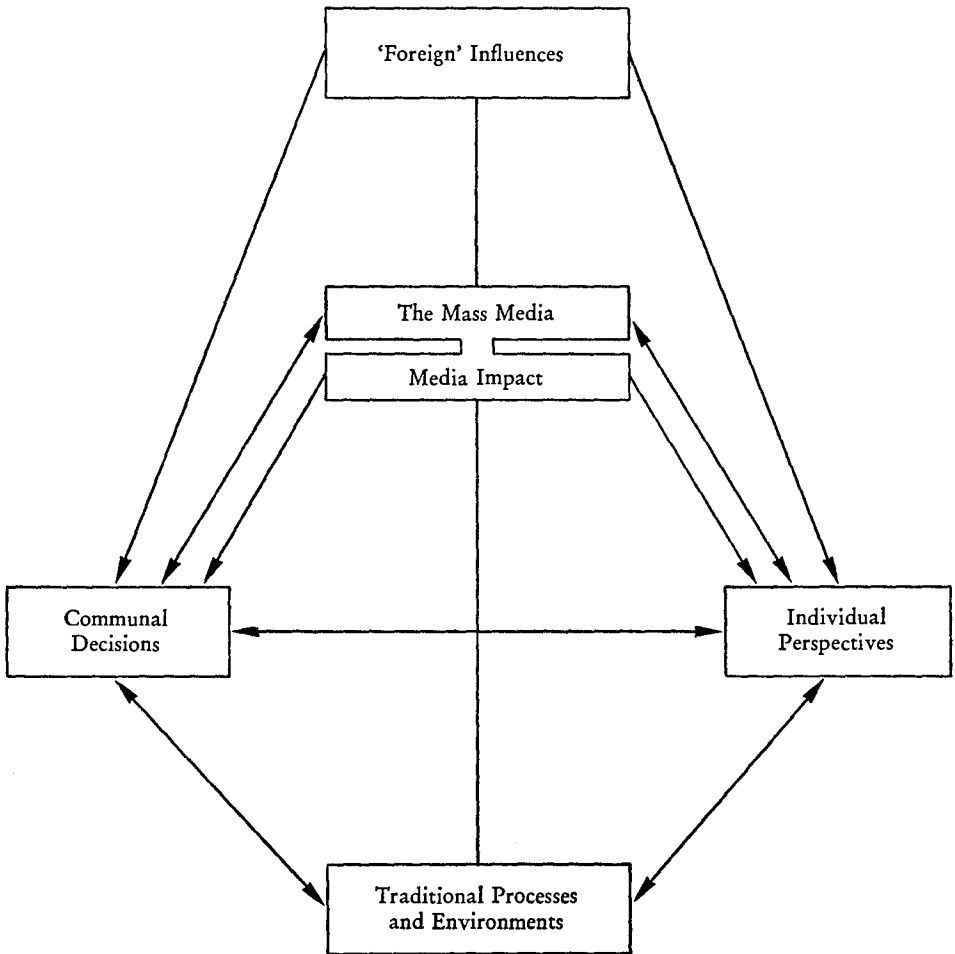 ‘Foreign’ Influences
The Mass Media
Media Impact
Communal
Decisions
Individual
Perspectives
Traditional Processes
and Environments